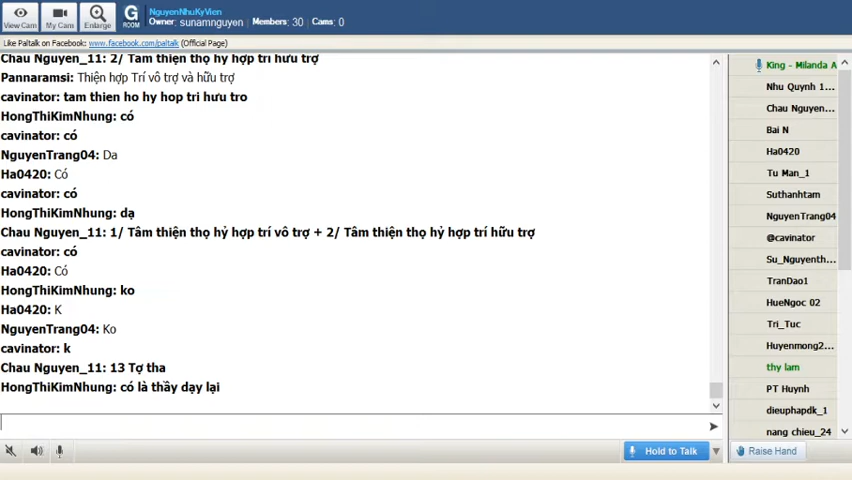 NguyenNhuKyVien
Owner: sunamnguyen Members: 30 Cams: 0
View Cam
My Cam
Enlarge
G
ROOM
Like Paltalk on Facebook: www.facebook.com/paltalk (Official Page)
Chau Nguyen_11: 2/ Tâm thiện thọ hỷ hợp trí hữu trợ
Pannaramsi: Thiện hợp Trí vô trợ và hữu trợ
cavinator: tam thien ho hy hop tri hưu tro
HongThiKimNhung: có
cavinator: có
NguyenTrang04: Da
Ha0420: Có
cavinator: có
HongThiKimNhung: dạ
Chau Nguyen_11: 1/ Tâm thiện thọ hỷ hợp trí vô trợ + 2/ Tâm thiện thọ hỷ hợp trí hữu trợ
cavinator: có
Ha0420: Có
HongThiKimNhung: ko
Ha0420: K
NguyenTrang04: Ko
cavinator: k
Chau Nguyen_11: 13 Tợ tha
HongThiKimNhung: có là thầy dạy lại
King - Milanda A
Nhu Quynh 1...
Chau Nguyen...
Bai N
Ha0420
Tu Man_1
Suthanhtam
NguyenTrang04
@cavinator
Su_Nguyenth...
TranDao1
HueNgoc 02
Tri_Tuc
Huyenmong2...
thy lam
PT Huynh
dieuphapdk_1
nang chieu_24
Hold to Talk
Raise Hand